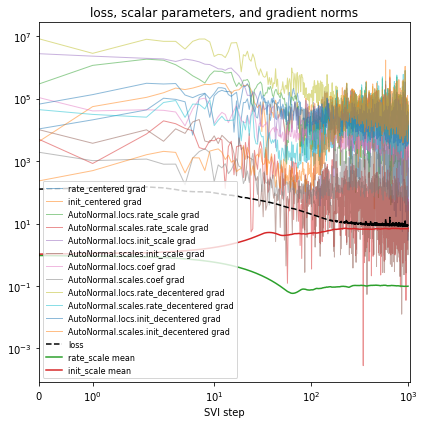 loss, scalar parameters, and gradient norms
10⁷
10⁵
10³
10¹
10⁻¹
10⁻³
rate_centered grad
init_centered grad
AutoNormal.locs.rate_scale grad
AutoNormal.scales.rate_scale grad
AutoNormal.locs.init_scale grad
AutoNormal.scales.init_scale grad
AutoNormal.locs.coef grad
AutoNormal.scales.coef grad
AutoNormal.locs.rate_decentered grad
AutoNormal.scales.rate_decentered grad
AutoNormal.locs.init_decentered grad
AutoNormal.scales.init_decentered grad
loss
rate_scale mean
init_scale mean
0 10⁰ 10¹ 10² 10³
SVI step